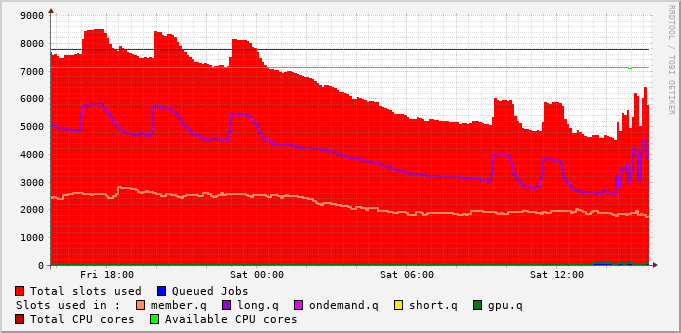 9000
8000
7000
6000
5000
4000
3000
2000
1000
0
Fri 18:00 Sat 00:00 Sat 06:00 Sat 12:00
RRDTOOL / TOBI OETIKER
Total slots used Queued Jobs
Slots used in : member.q long.q ondemand.q short.q gpu.q
Total CPU cores Available CPU cores